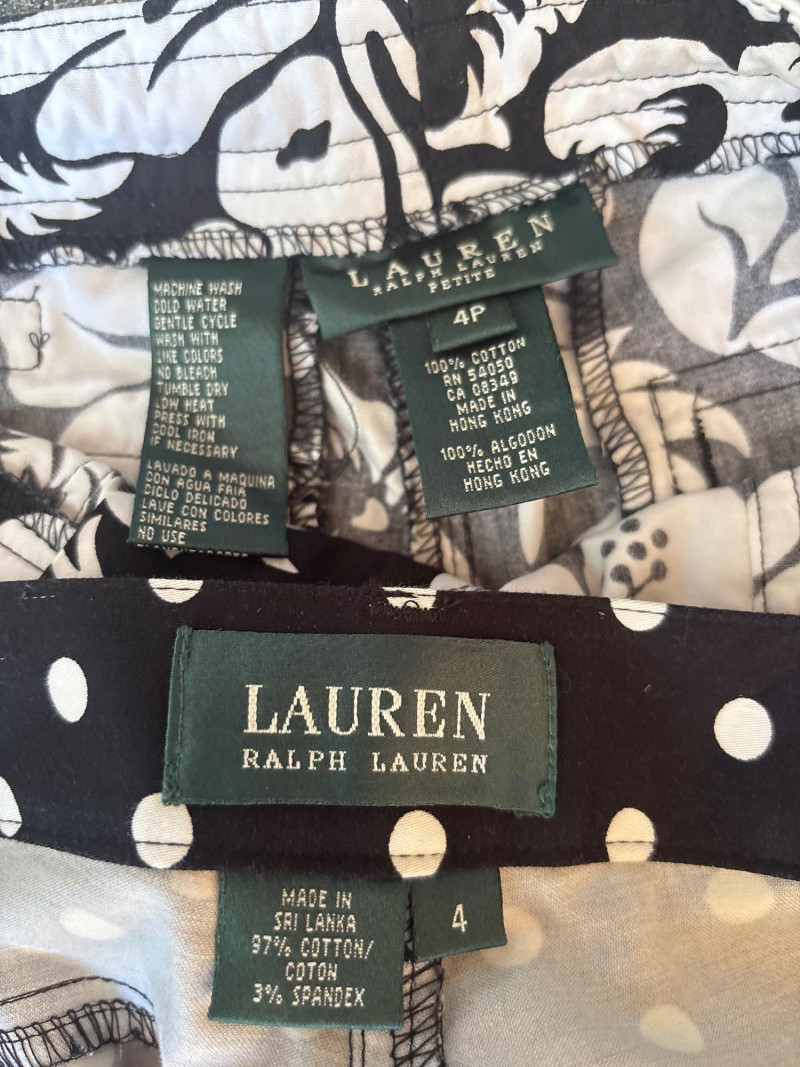 MACHINE WASH
COLD WATER
GENTLE CYCLE
WASH WITH
LIKE COLORS
NO BLEACH
TUMBLE DRY
LOW HEAT
PRESS WITH
COOL IRON
IF NECESSARY
LAVADO A MAQUINA
CON AGUA FRIA
CICLO DELICADO
LAVE CON COLORES
SIMILARES
NO USE
LAUREN
RALPH LAUREN
PETITE
4P
100% COTTON
RN 54050
CA 08349
MADE IN
HONG KONG
100% ALGODON
HECHO EN
HONG KONG
LAUREN
RALPH LAUREN
MADE IN
SRI LANKA
97% COTTON/
COTON
3% SPANDEX
4